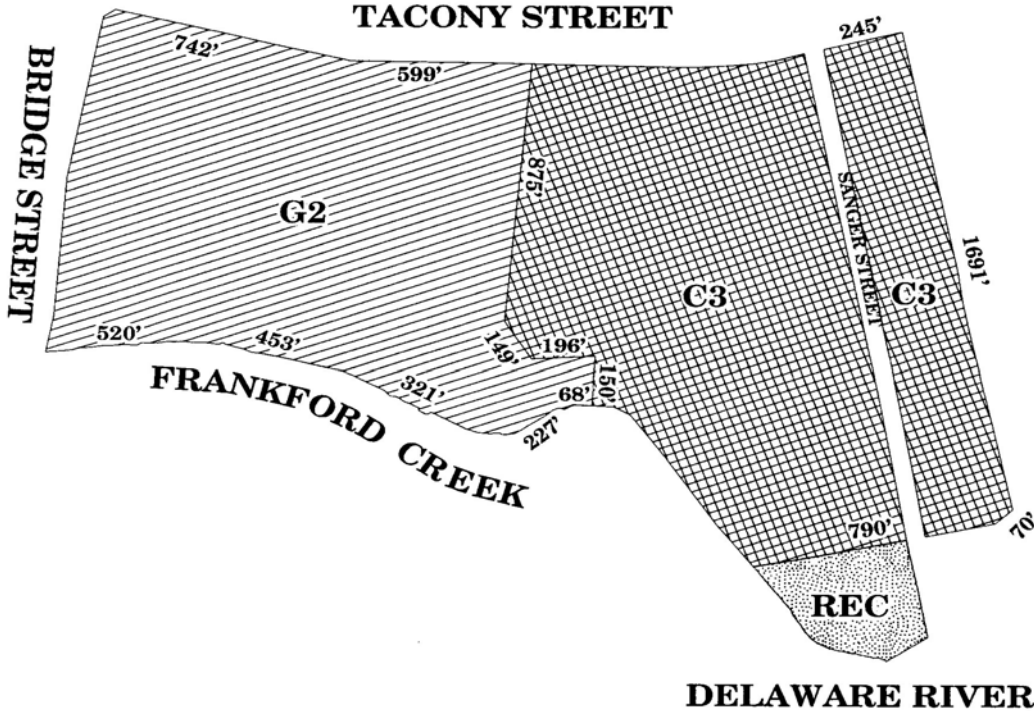 TACONY STREET
245'
742'
599'
BRIDGE STREET
875'
SANGER STREET
G2
C3
C3
1691'
520'
453'
149'
196'
321'
68'
150'
227'
FRANKFORD CREEK
790'
70'
REC
DELAWARE RIVER